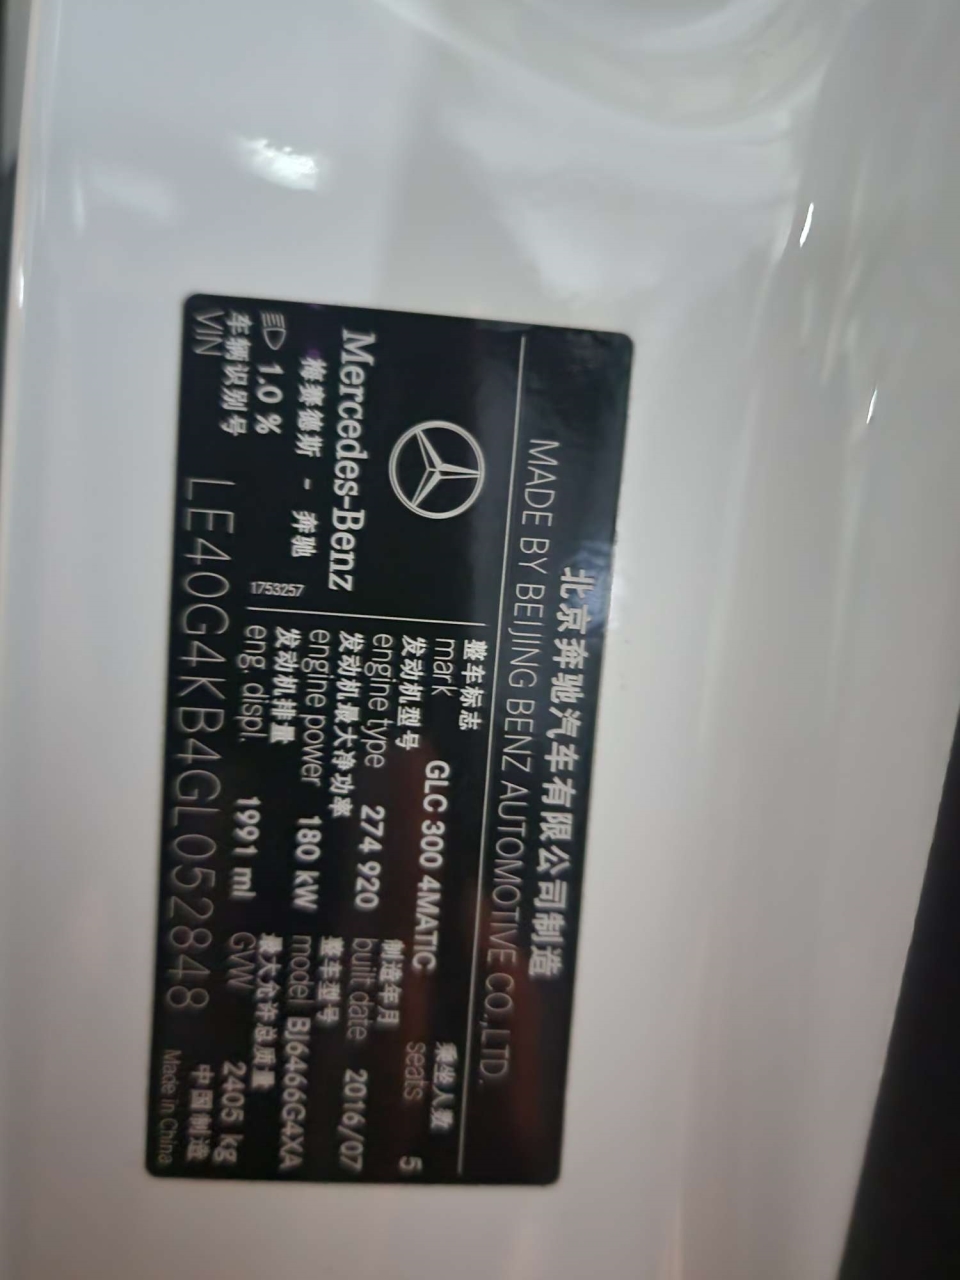 北京奔驰汽车有限公司制造
MADE BY BEIJING BENZ AUTOMOTIVE CO.,LTD.
Mercedes-Benz
梅赛德斯 - 奔驰
1.0 %
1753257
整车标志
mark GLC 300 4MATIC
乘坐人数
seats 5
发动机型号
engine type 274 920
制造年月
built date 2016/07
发动机最大净功率
engine power 180 kW
整车型号
model BJ6466G4XA
发动机排量
eng. displ. 1991 ml
最大允许总质量
GVW 2405 kg
车辆识别号
VIN LE40G4KB4GL052848
中国制造
Made in China